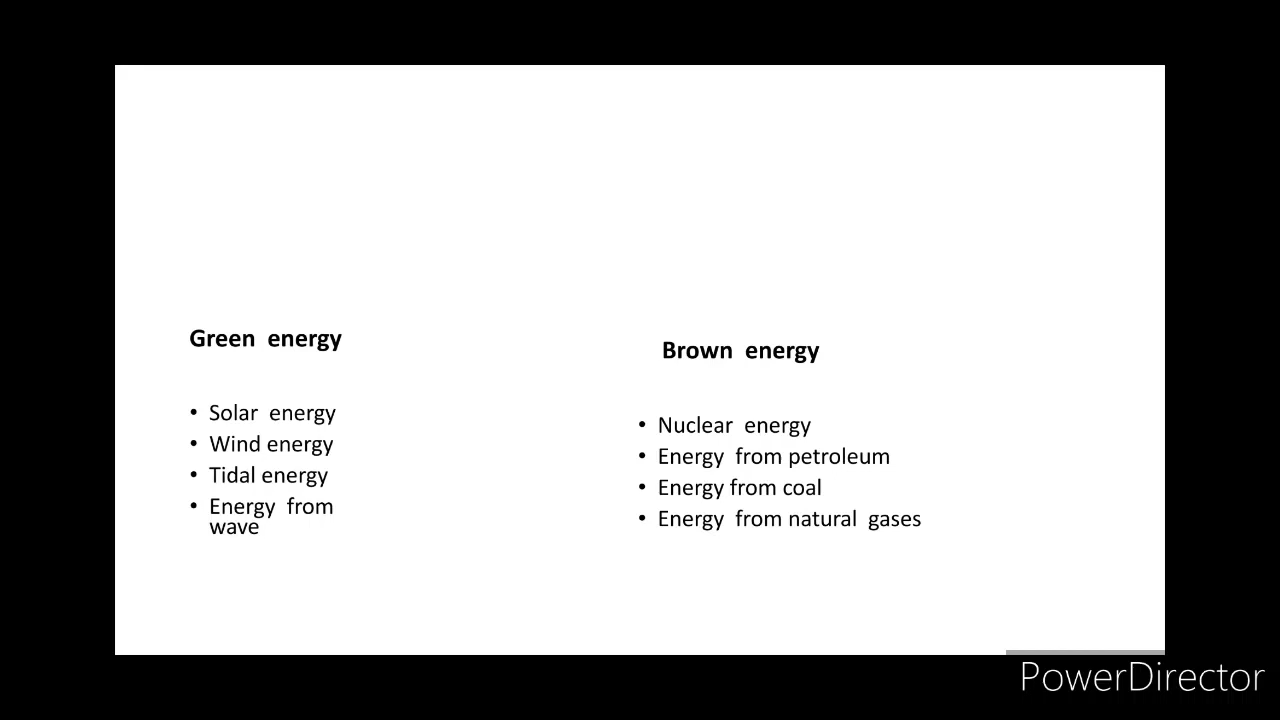 Green energy
• Solar energy
• Wind energy
• Tidal energy
• Energy from
wave
Brown energy
• Nuclear energy
• Energy from petroleum
• Energy from coal
• Energy from natural gases
PowerDirector